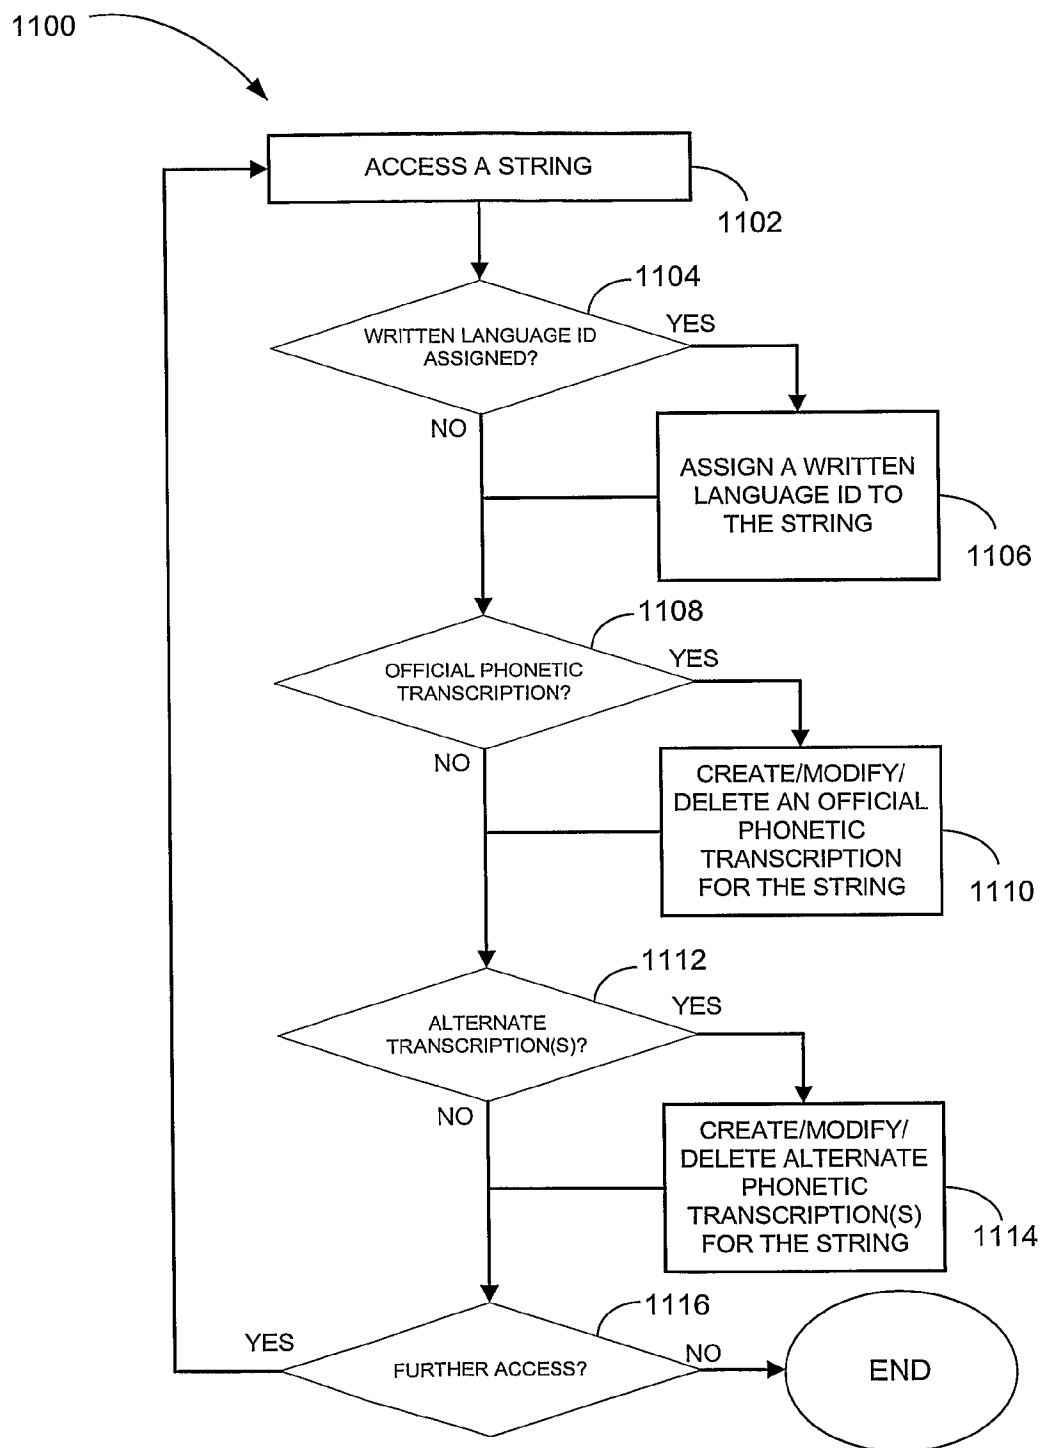 1100
ACCESS A STRING
1102
1104
WRITTEN LANGUAGE ID
ASSIGNED?
YES
NO
ASSIGN A WRITTEN
LANGUAGE ID TO
THE STRING
1106
1108
OFFICIAL PHONETIC
TRANSCRIPTION?
YES
NO
CREATE/MODIFY/
DELETE AN OFFICIAL
PHONETIC
TRANSCRIPTION
FOR THE STRING
1110
1112
ALTERNATE
TRANSCRIPTION(S)?
YES
NO
CREATE/MODIFY/
DELETE ALTERNATE
PHONETIC
TRANSCRIPTION(S)
FOR THE STRING
1114
1116
YES
FURTHER ACCESS?
NO
END